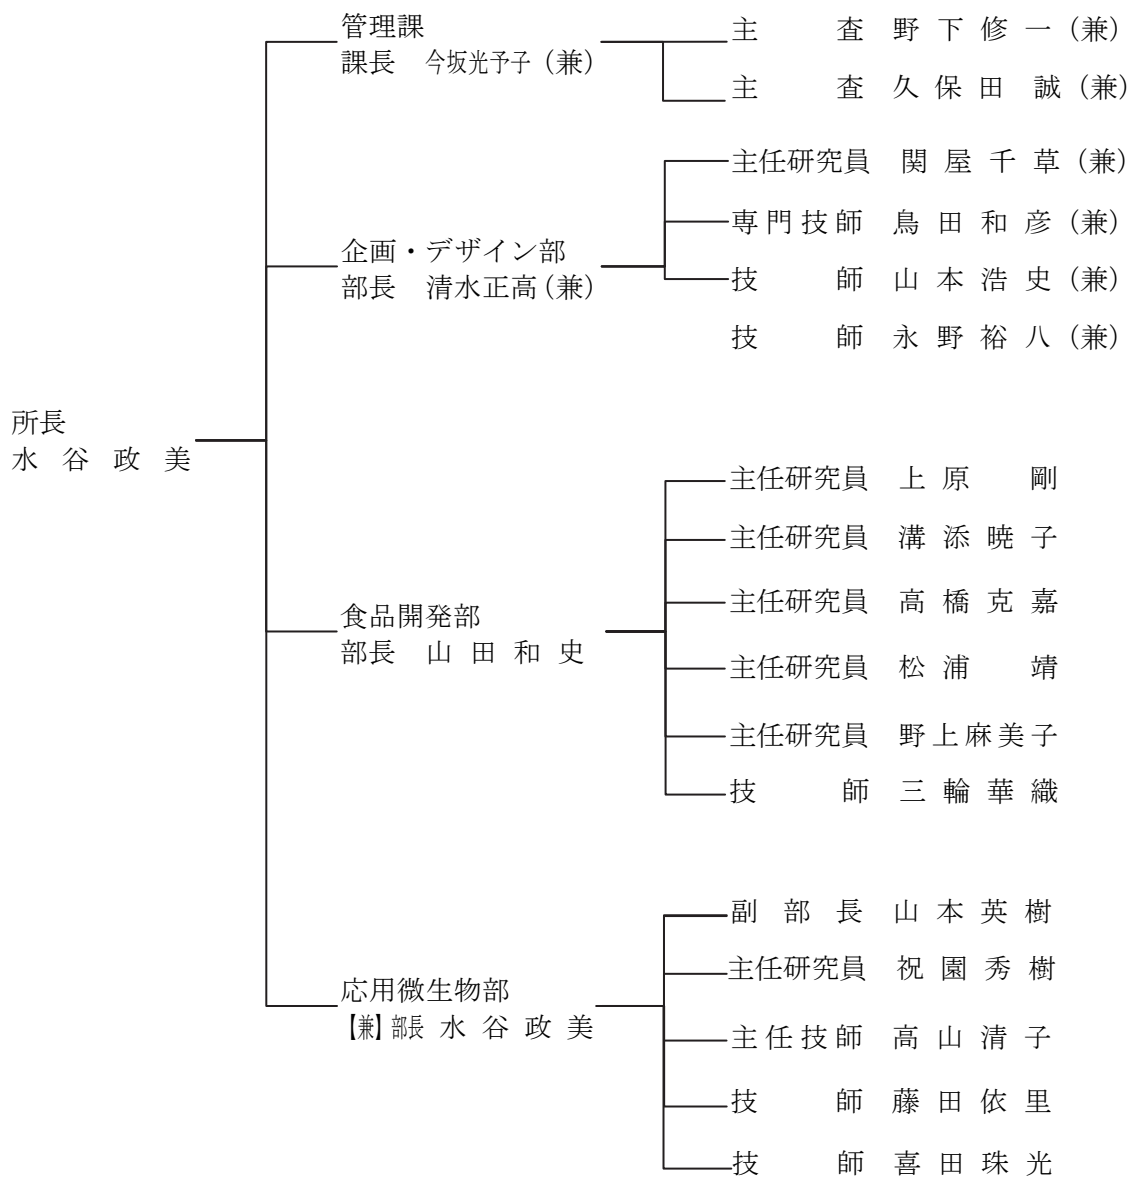 所長
水谷政美
管理課
課長 今坂光予子(兼)
主査 野下修一(兼)
主査 久保田誠(兼)
企画・デザイン部
部長 清水正高(兼)
主任研究員 関屋千草(兼)
専門技師 鳥田和彦(兼)
技師 山本浩史(兼)
技師 永野裕八(兼)
食品開発部
部長 山田和史
主任研究員 上原剛
主任研究員 溝添暁子
主任研究員 高橋克嘉
主任研究員 松浦靖
主任研究員 野上麻美子
技師 三輪華織
応用微生物部
【兼】部長 水谷政美
副部長 山本英樹
主任研究員 祝園秀樹
主任技師 高山清子
技師 藤田依里
技師 喜田珠光